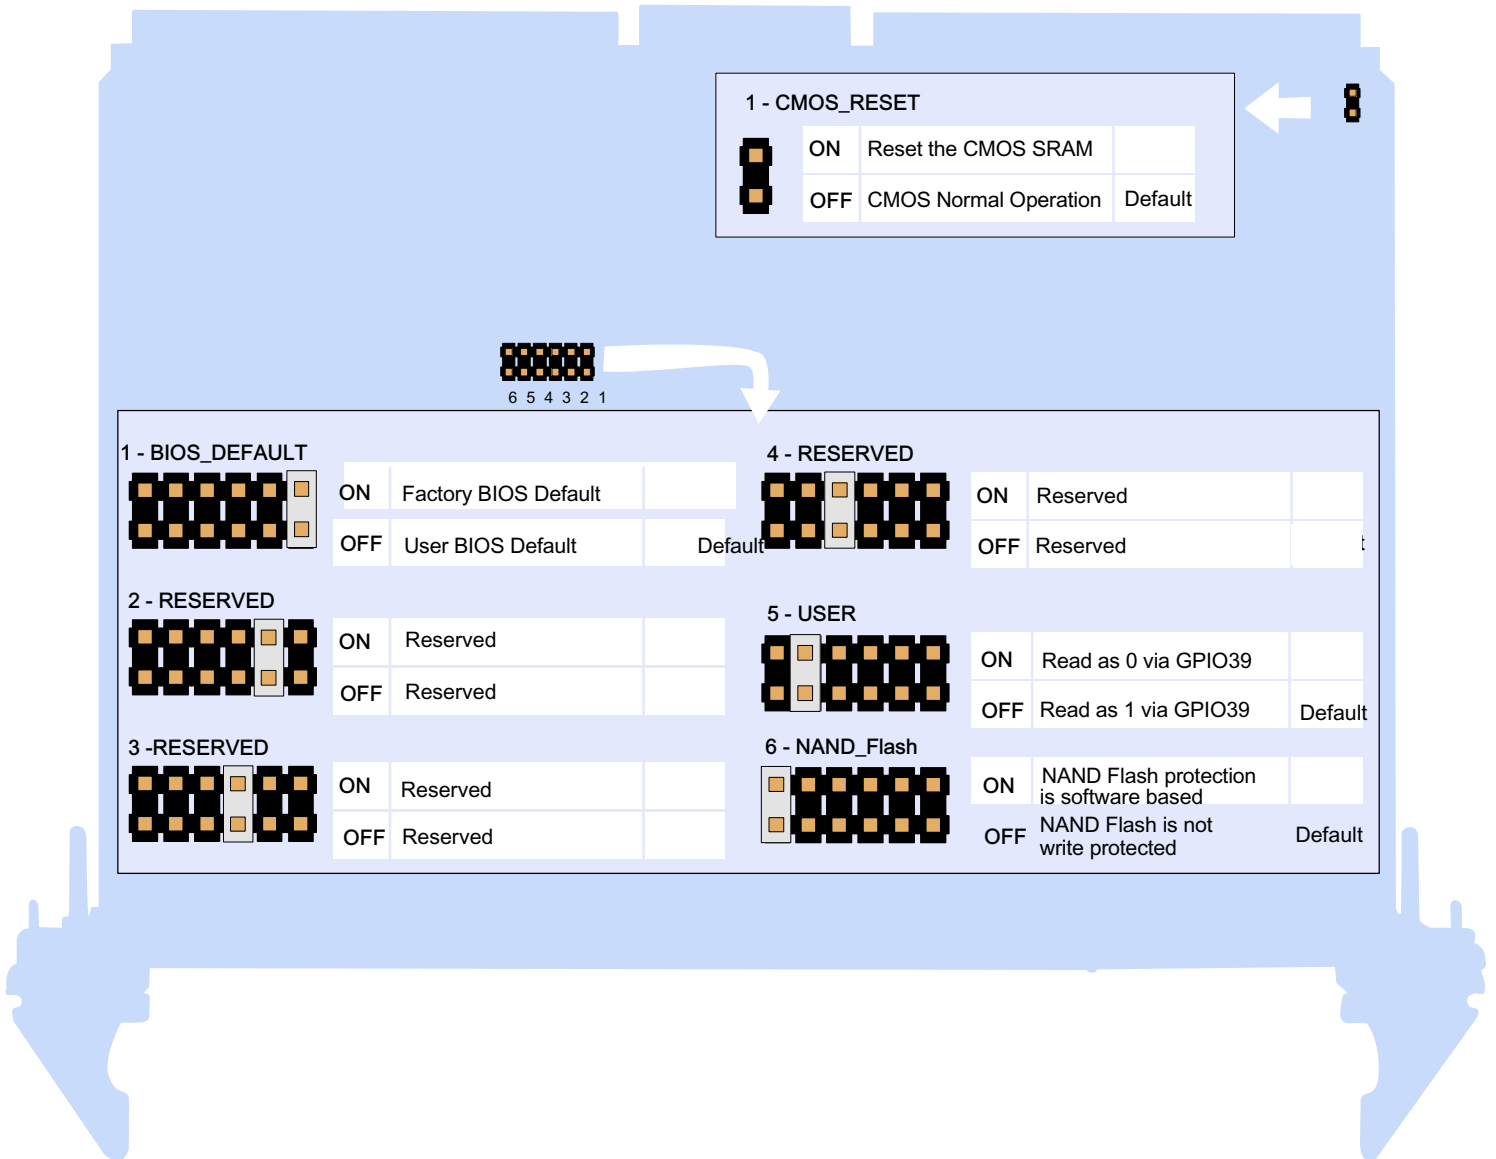 1 - CMOS_RESET
ON Reset the CMOS SRAM
OFF CMOS Normal Operation Default
6 5 4 3 2 1
1 - BIOS_DEFAULT
ON Factory BIOS Default
OFF User BIOS Default Default
2 - RESERVED
ON Reserved
OFF Reserved
3 -RESERVED
ON Reserved
OFF Reserved
4 - RESERVED
ON Reserved
OFF Reserved
5 - USER
ON Read as 0 via GPIO39
OFF Read as 1 via GPIO39 Default
6 - NAND_Flash
ON NAND Flash protection
is software based
OFF NAND Flash is not
write protected Default